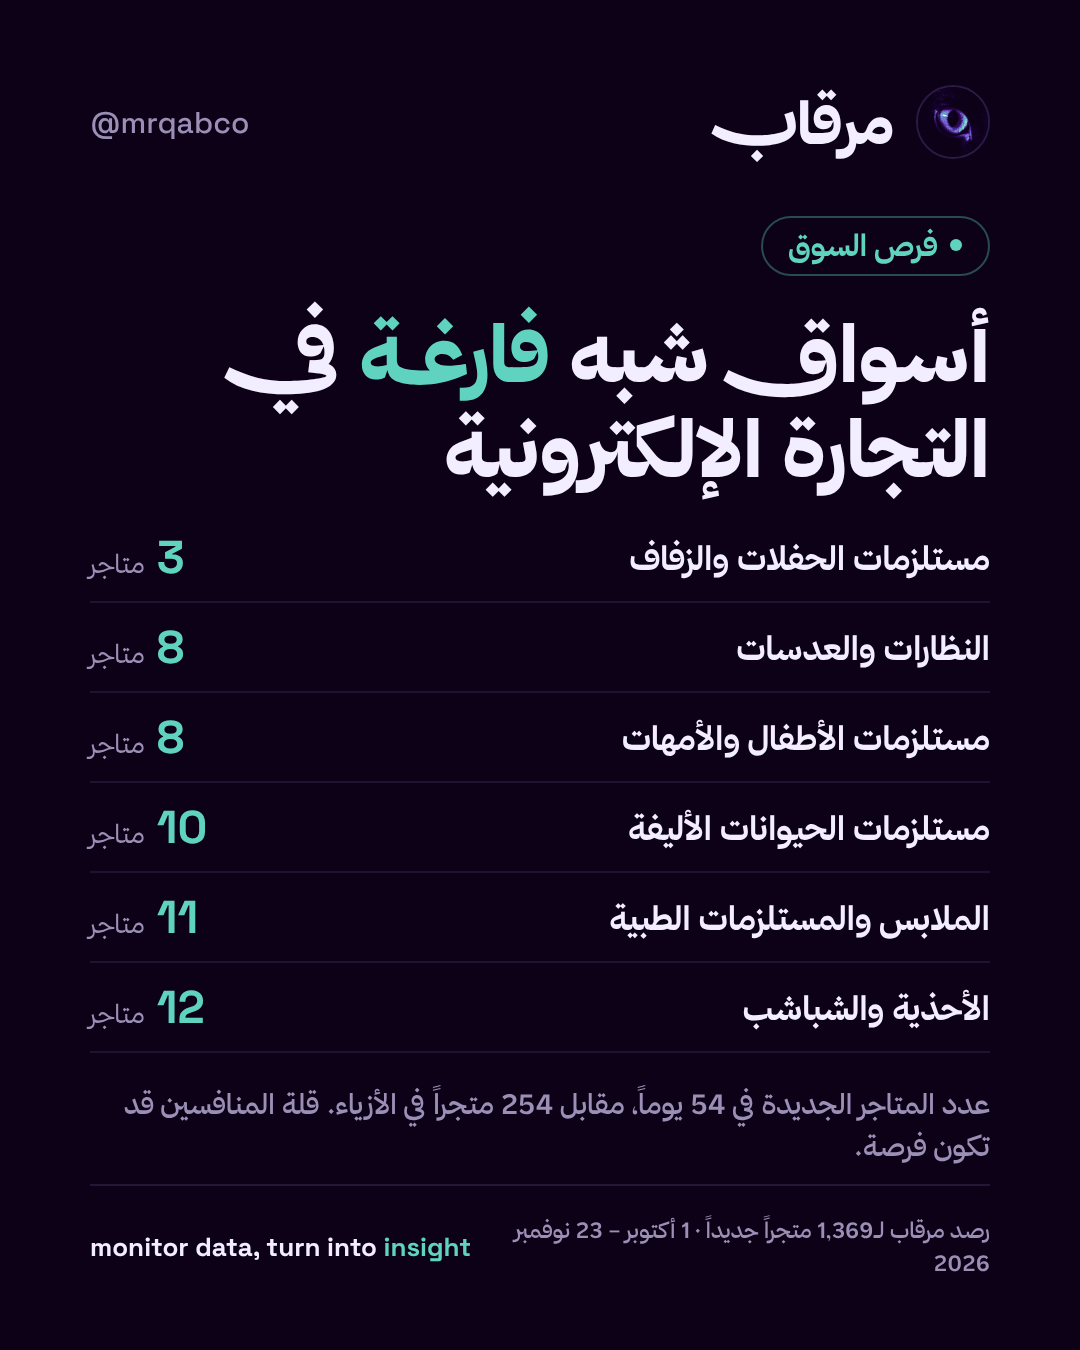 مرقاب
@mrqabco
• فرص السوق
أسواق شبه فارغة في
التجارة الإلكترونية
مستلزمات الحفلات والزفاف 3 متاجر
النظارات والعدسات 8 متاجر
مستلزمات الأطفال والأمهات 8 متاجر
مستلزمات الحيوانات الأليفة 10 متاجر
الملابس والمستلزمات الطبية 11 متاجر
الأحذية والشباشب 12 متاجر
عدد المتاجر الجديدة في 54 يوماً، مقابل 254 متجراً في الأزياء. قلة المنافسين قد
تكون فرصة.
رصد مرقاب لـ1,369 متجراً جديداً · 1 أكتوبر – 23 نوفمبر
2026
monitor data, turn into insight